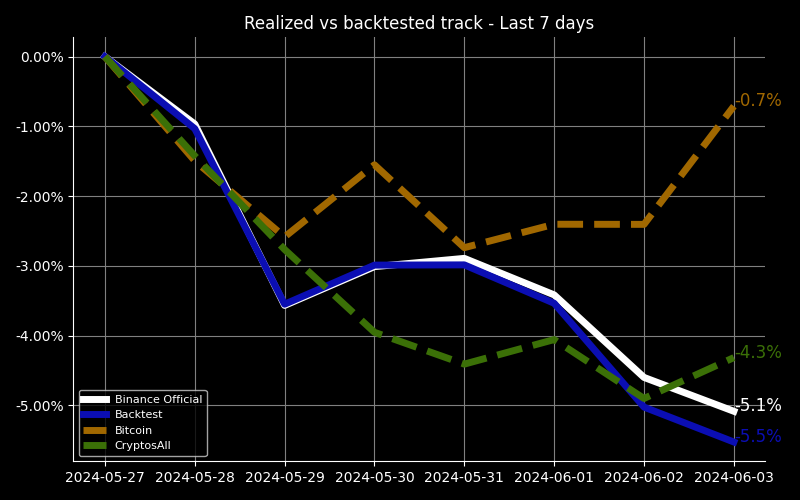 Realized vs backtested track - Last 7 days
0.00%
-1.00%
-2.00%
-3.00%
-4.00%
-5.00%
-0.7%
-4.3%
-5.1%
-5.5%
Binance Official
Backtest
Bitcoin
CryptosAll
2024-05-27 2024-05-28 2024-05-29 2024-05-30 2024-05-31 2024-06-01 2024-06-02 2024-06-03